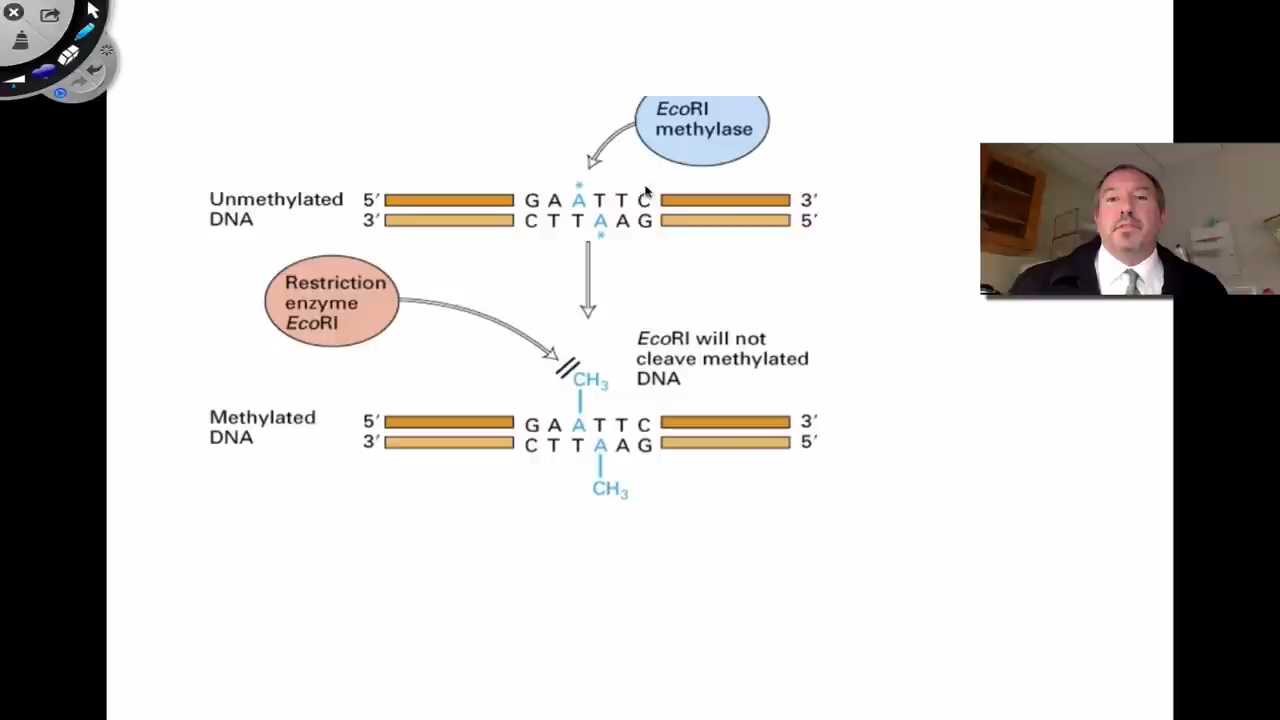 EcoRI
methylase
*
Unmethylated 5′ G A A T T C 3′
DNA 3′ C T T A A G 5′
*
Restriction
enzyme
EcoRI
EcoRI will not
cleave methylated
DNA
CH₃
Methylated 5′ G A A T T C 3′
DNA 3′ C T T A A G 5′
CH₃